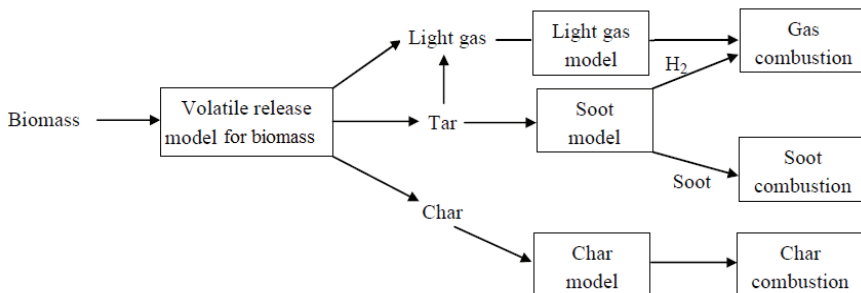 Biomass
Volatile release
model for biomass
Light gas
Tar
Char
Light gas
model
H₂
Soot
model
Soot
Char
model
Gas
combustion
Soot
combustion
Char
combustion